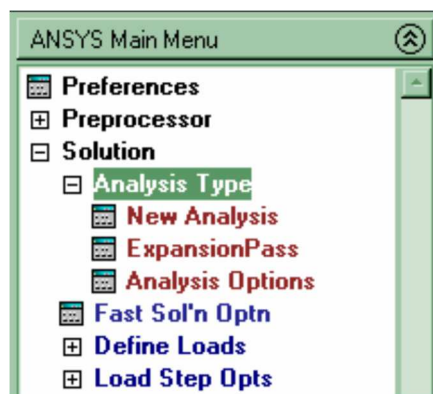 ANSYS Main Menu
Preferences
Preprocessor
Solution
Analysis Type
New Analysis
ExpansionPass
Analysis Options
Fast Sol'n Optn
Define Loads
Load Step Opts